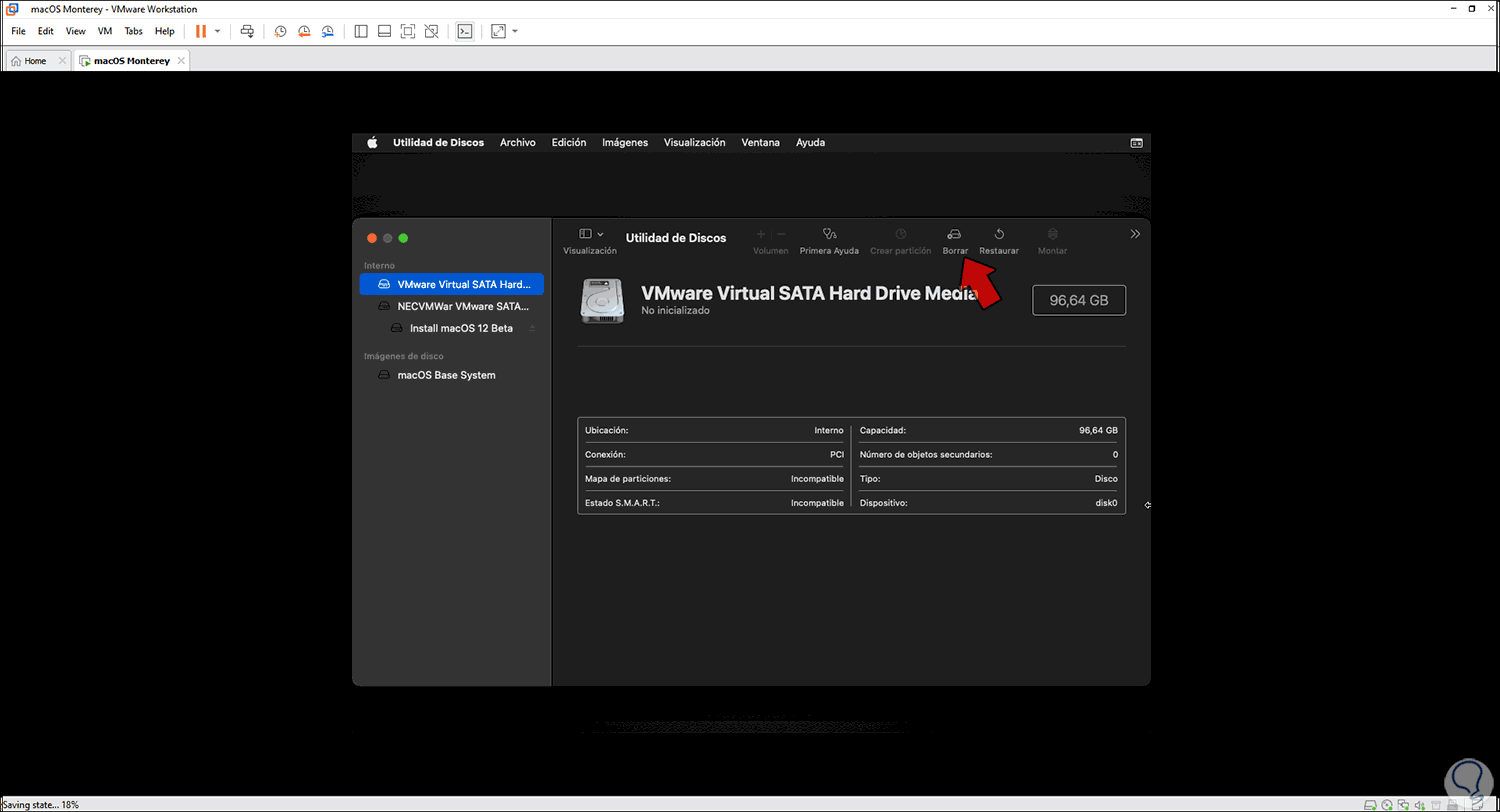 macOS Monterey - VMware Workstation
File Edit View VM Tabs Help
Home macOS Monterey
Utilidad de Discos Archivo Edición Imágenes Visualización Ventana Ayuda
Visualización Utilidad de Discos Volumen Primera Ayuda Crear partición Borrar Restaurar Montar
Interno
VMware Virtual SATA Hard...
NECVMWar VMware SATA...
Install macOS 12 Beta
Imágenes de disco
macOS Base System
VMware Virtual SATA Hard Drive Media
No inicializado
96,64 GB
Ubicación: Interno Capacidad: 96,64 GB
Conexión: PCI Número de objetos secundarios: 0
Mapa de particiones: Incompatible Tipo: Disco
Estado S.M.A.R.T.: Incompatible Dispositivo: disk0
Saving state... 18%